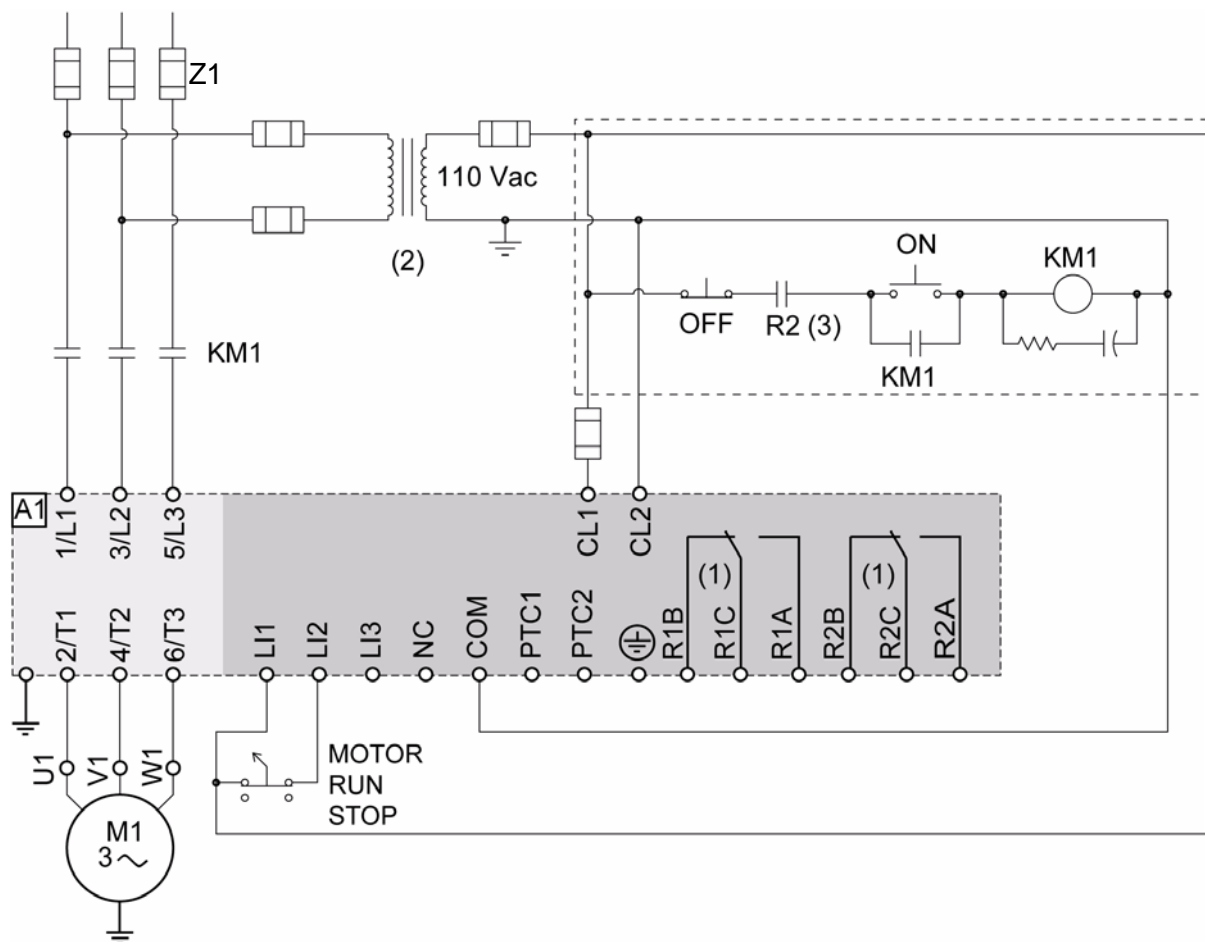 Z1
110 Vac
(2)
ON
KM1
OFF
R2 (3)
KM1
KM1
A1
1/L1
3/L2
5/L3
CL1
CL2
(1)
(1)
2/T1
4/T2
6/T3
LI1
LI2
LI3
NC
COM
PTC1
PTC2
R1B
R1C
R1A
R2B
R2C
R2A
U1
V1
W1
MOTOR
RUN
STOP
M1
3~